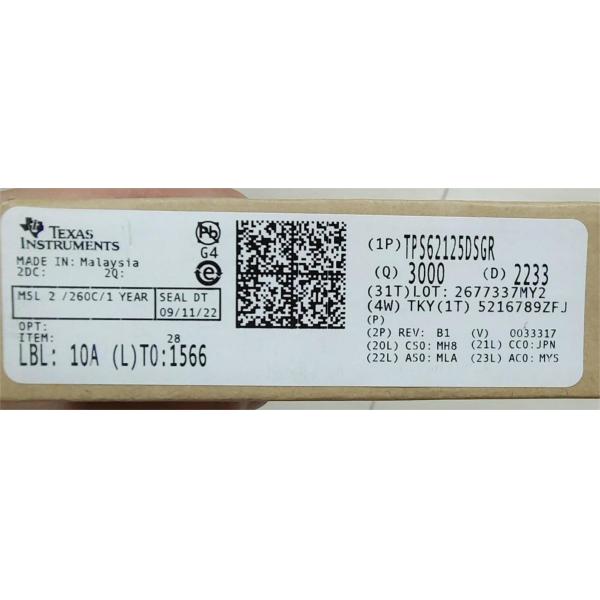 TEXAS
INSTRUMENTS
MADE IN: Malaysia
2DC: 2Q:
MSL 2 /260C/1 YEAR
SEAL DT
09/11/22
OPT:
ITEM: 28
LBL: 10A (L)T0:1566
Pb
G4
e
(1P) TPS62125DSGR
(Q) 3000 (D) 2233
(31T) LOT: 2677337MY2
(4W) TKY(1T) 5216789ZFJ
(P)
(2P) REV: B1 (V) 0033317
(20L) CSO: MH8 (21L) CCO:JPN
(22L) ASO: MLA (23L) ACO: MYS